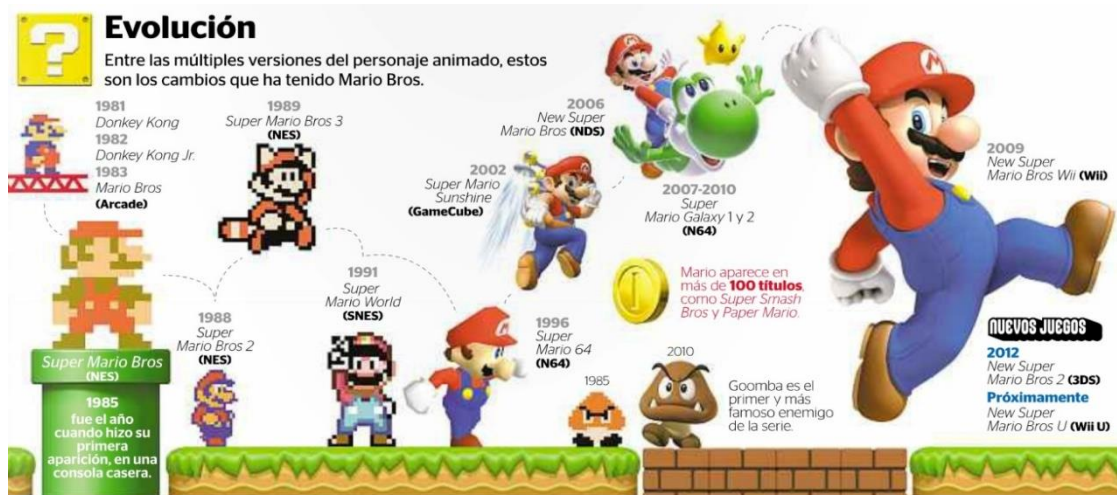 Evolución
Entre las múltiples versiones del personaje animado, estos
son los cambios que ha tenido Mario Bros.
1981
Donkey Kong
1982
Donkey Kong Jr.
1983
Mario Bros
(Arcade)
Super Mario Bros
(NES)
1985
fue el año
cuando hizo su
primera
aparición, en una
consola casera.
1988
Super
Mario Bros 2
(NES)
1989
Super Mario Bros 3
(NES)
1991
Super
Mario World
(SNES)
1996
Super
Mario 64
(N64)
2002
Super Mario
Sunshine
(GameCube)
2006
New Super
Mario Bros (NDS)
2007-2010
Super
Mario Galaxy 1 y 2
(N64)
2009
New Super
Mario Bros Wii (Wii)
Mario aparece en
más de 100 títulos,
como Super Smash
Bros y Paper Mario.
1985
2010
Goomba es el
primer y más
famoso enemigo
de la serie.
NUEVOS JUEGOS
2012
New Super
Mario Bros 2 (3DS)
Próximamente
New Super
Mario Bros U (Wii U)